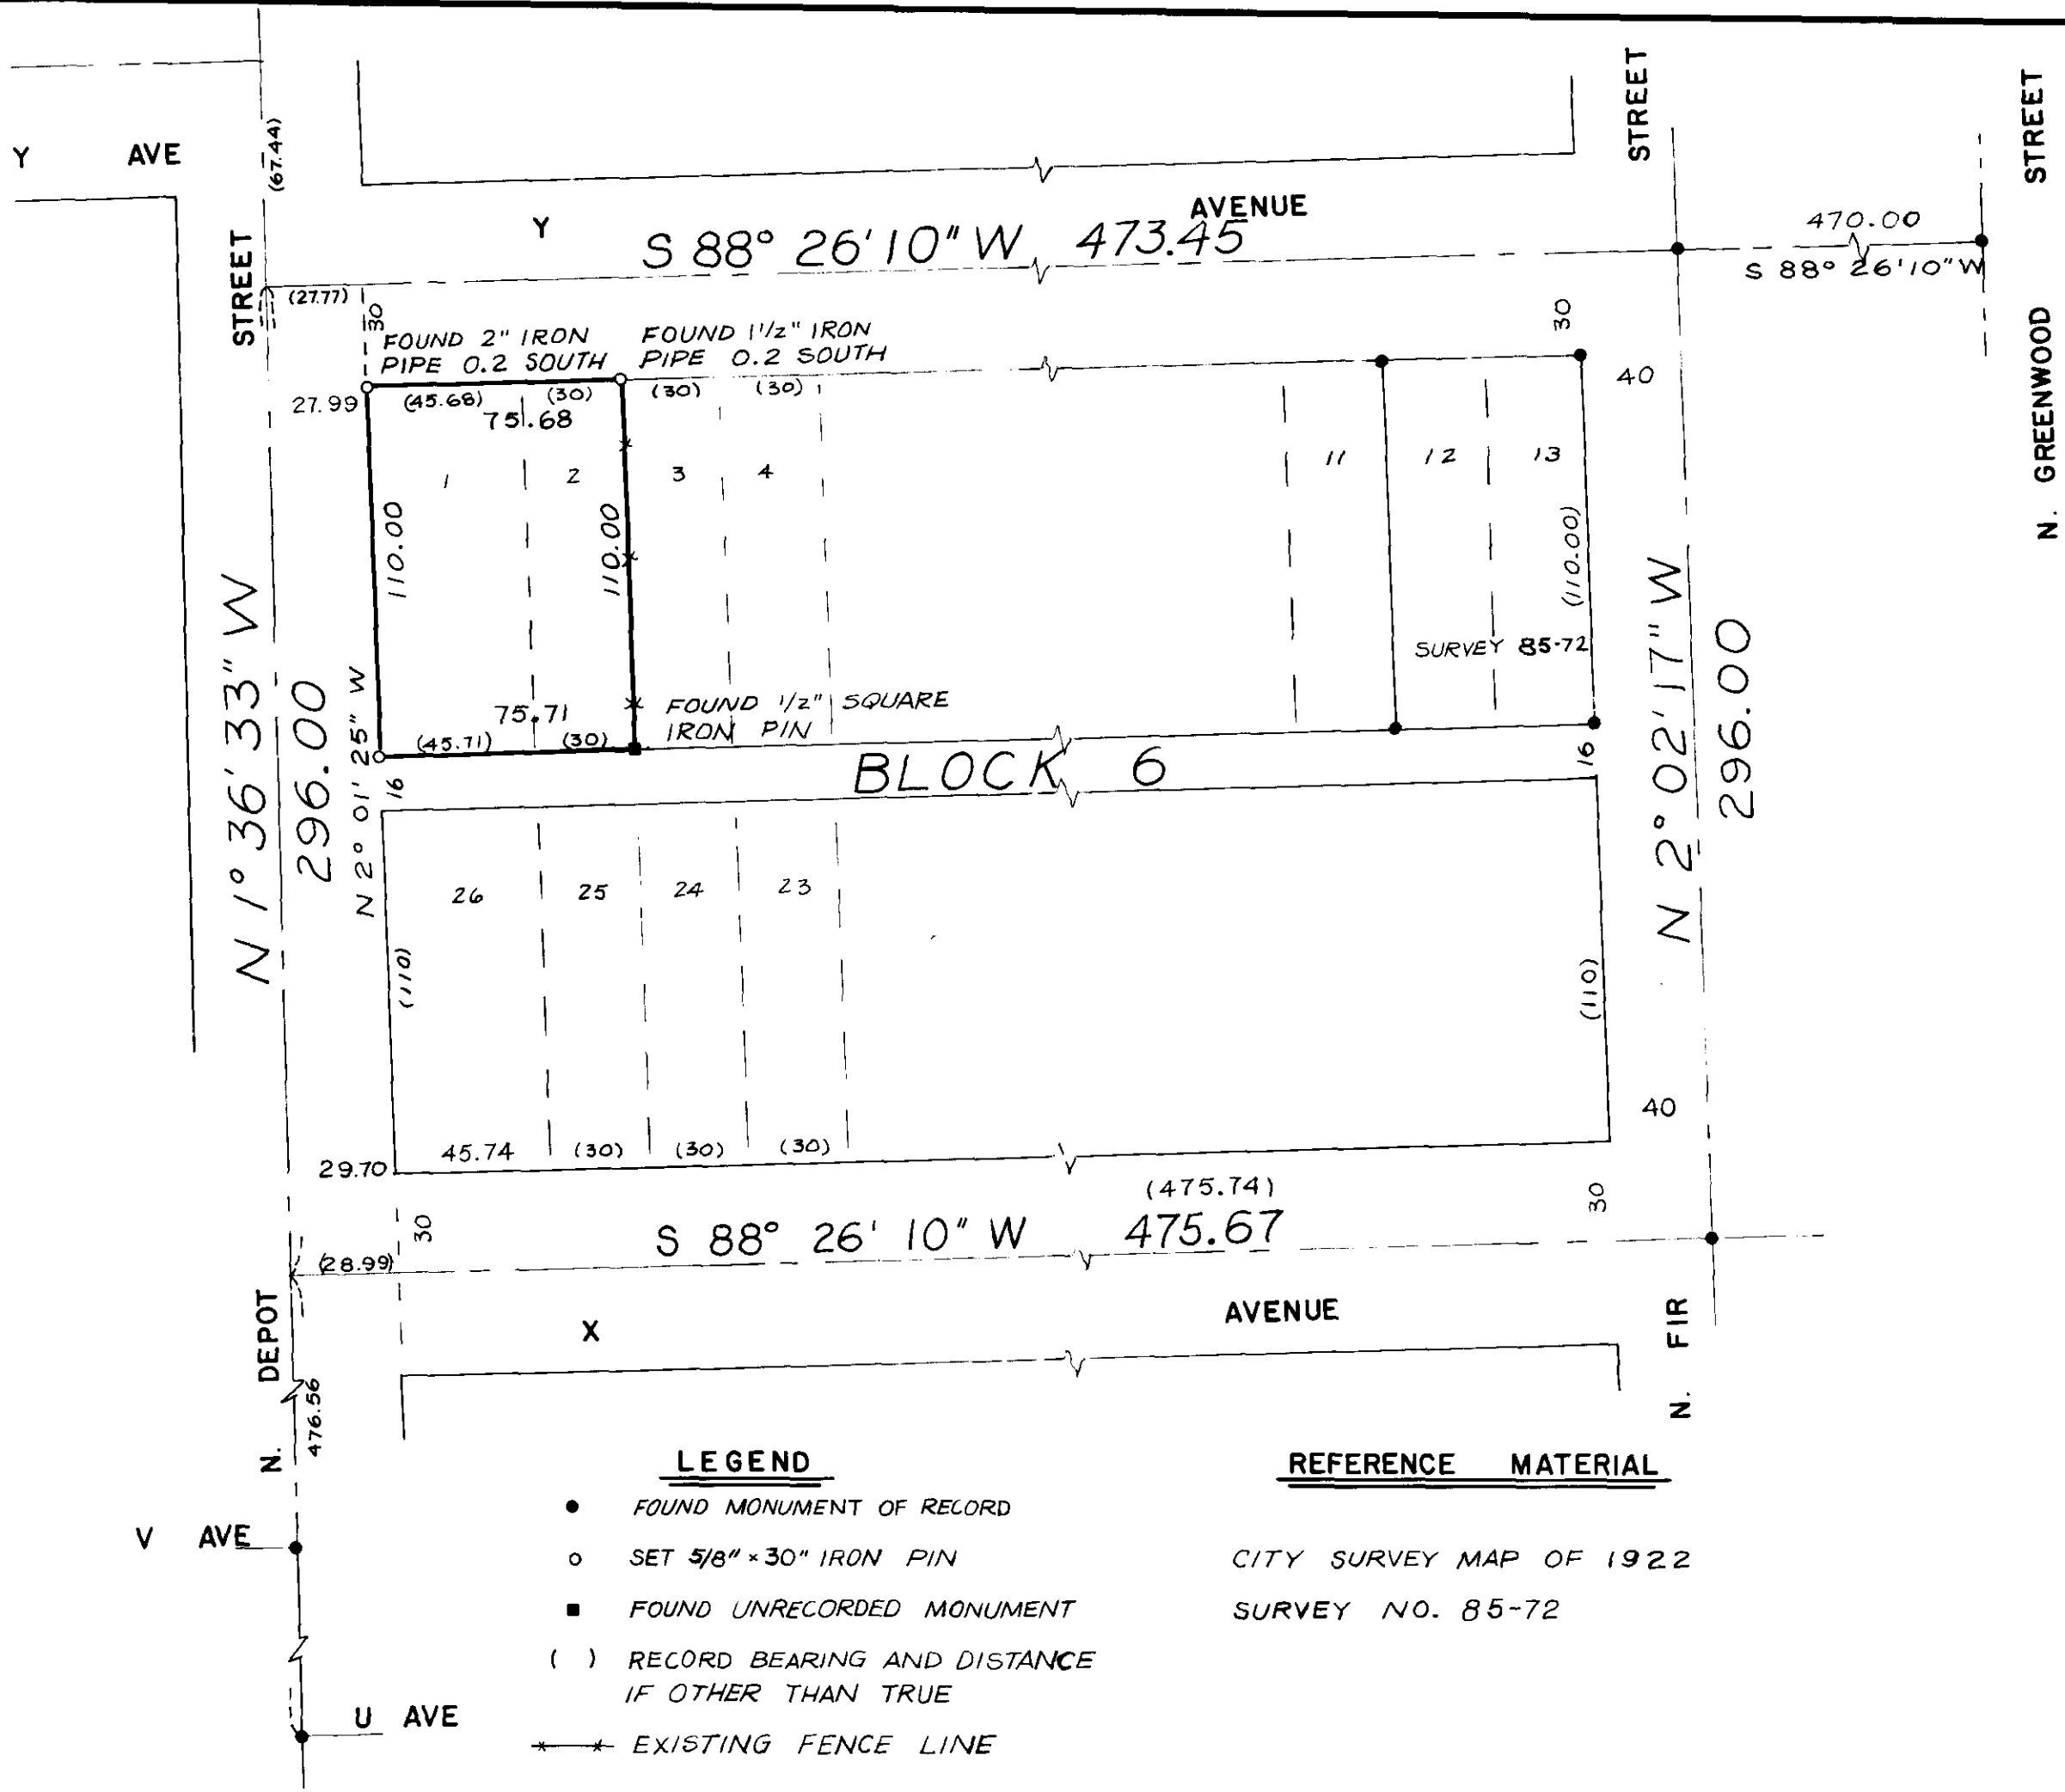 Y AVE
(67.44)
STREET
Y AVENUE
S 88° 26' 10" W 473.45
STREET
470.00
S 88° 26' 10" W
STREET
N. GREENWOOD
(27.77)
30
30
FOUND 2" IRON
PIPE 0.2 SOUTH
FOUND 1 1/2" IRON
PIPE 0.2 SOUTH
27.99
(45.68)
(30)
(30)
(30)
40
75.68
1
2
3
4
11
12
13
110.00
110.00
(110.00)
SURVEY 85-72
N 1° 36' 33" W
296.00
N 2° 01' 25" W
N 2° 02' 17" W
296.00
75.71
(45.71)
(30)
FOUND 1/2" SQUARE
IRON PIN
16
16
BLOCK 6
26
25
24
23
(110)
(110)
40
29.70
45.74
(30)
(30)
(30)
30
30
(475.74)
S 88° 26' 10" W 475.67
(28.99)
X AVENUE
N. DEPOT
476.56
N. FIR
V AVE
U AVE
LEGEND
● FOUND MONUMENT OF RECORD
○ SET 5/8" × 30" IRON PIN
■ FOUND UNRECORDED MONUMENT
( ) RECORD BEARING AND DISTANCE
IF OTHER THAN TRUE
EXISTING FENCE LINE
REFERENCE MATERIAL
CITY SURVEY MAP OF 1922
SURVEY NO. 85-72